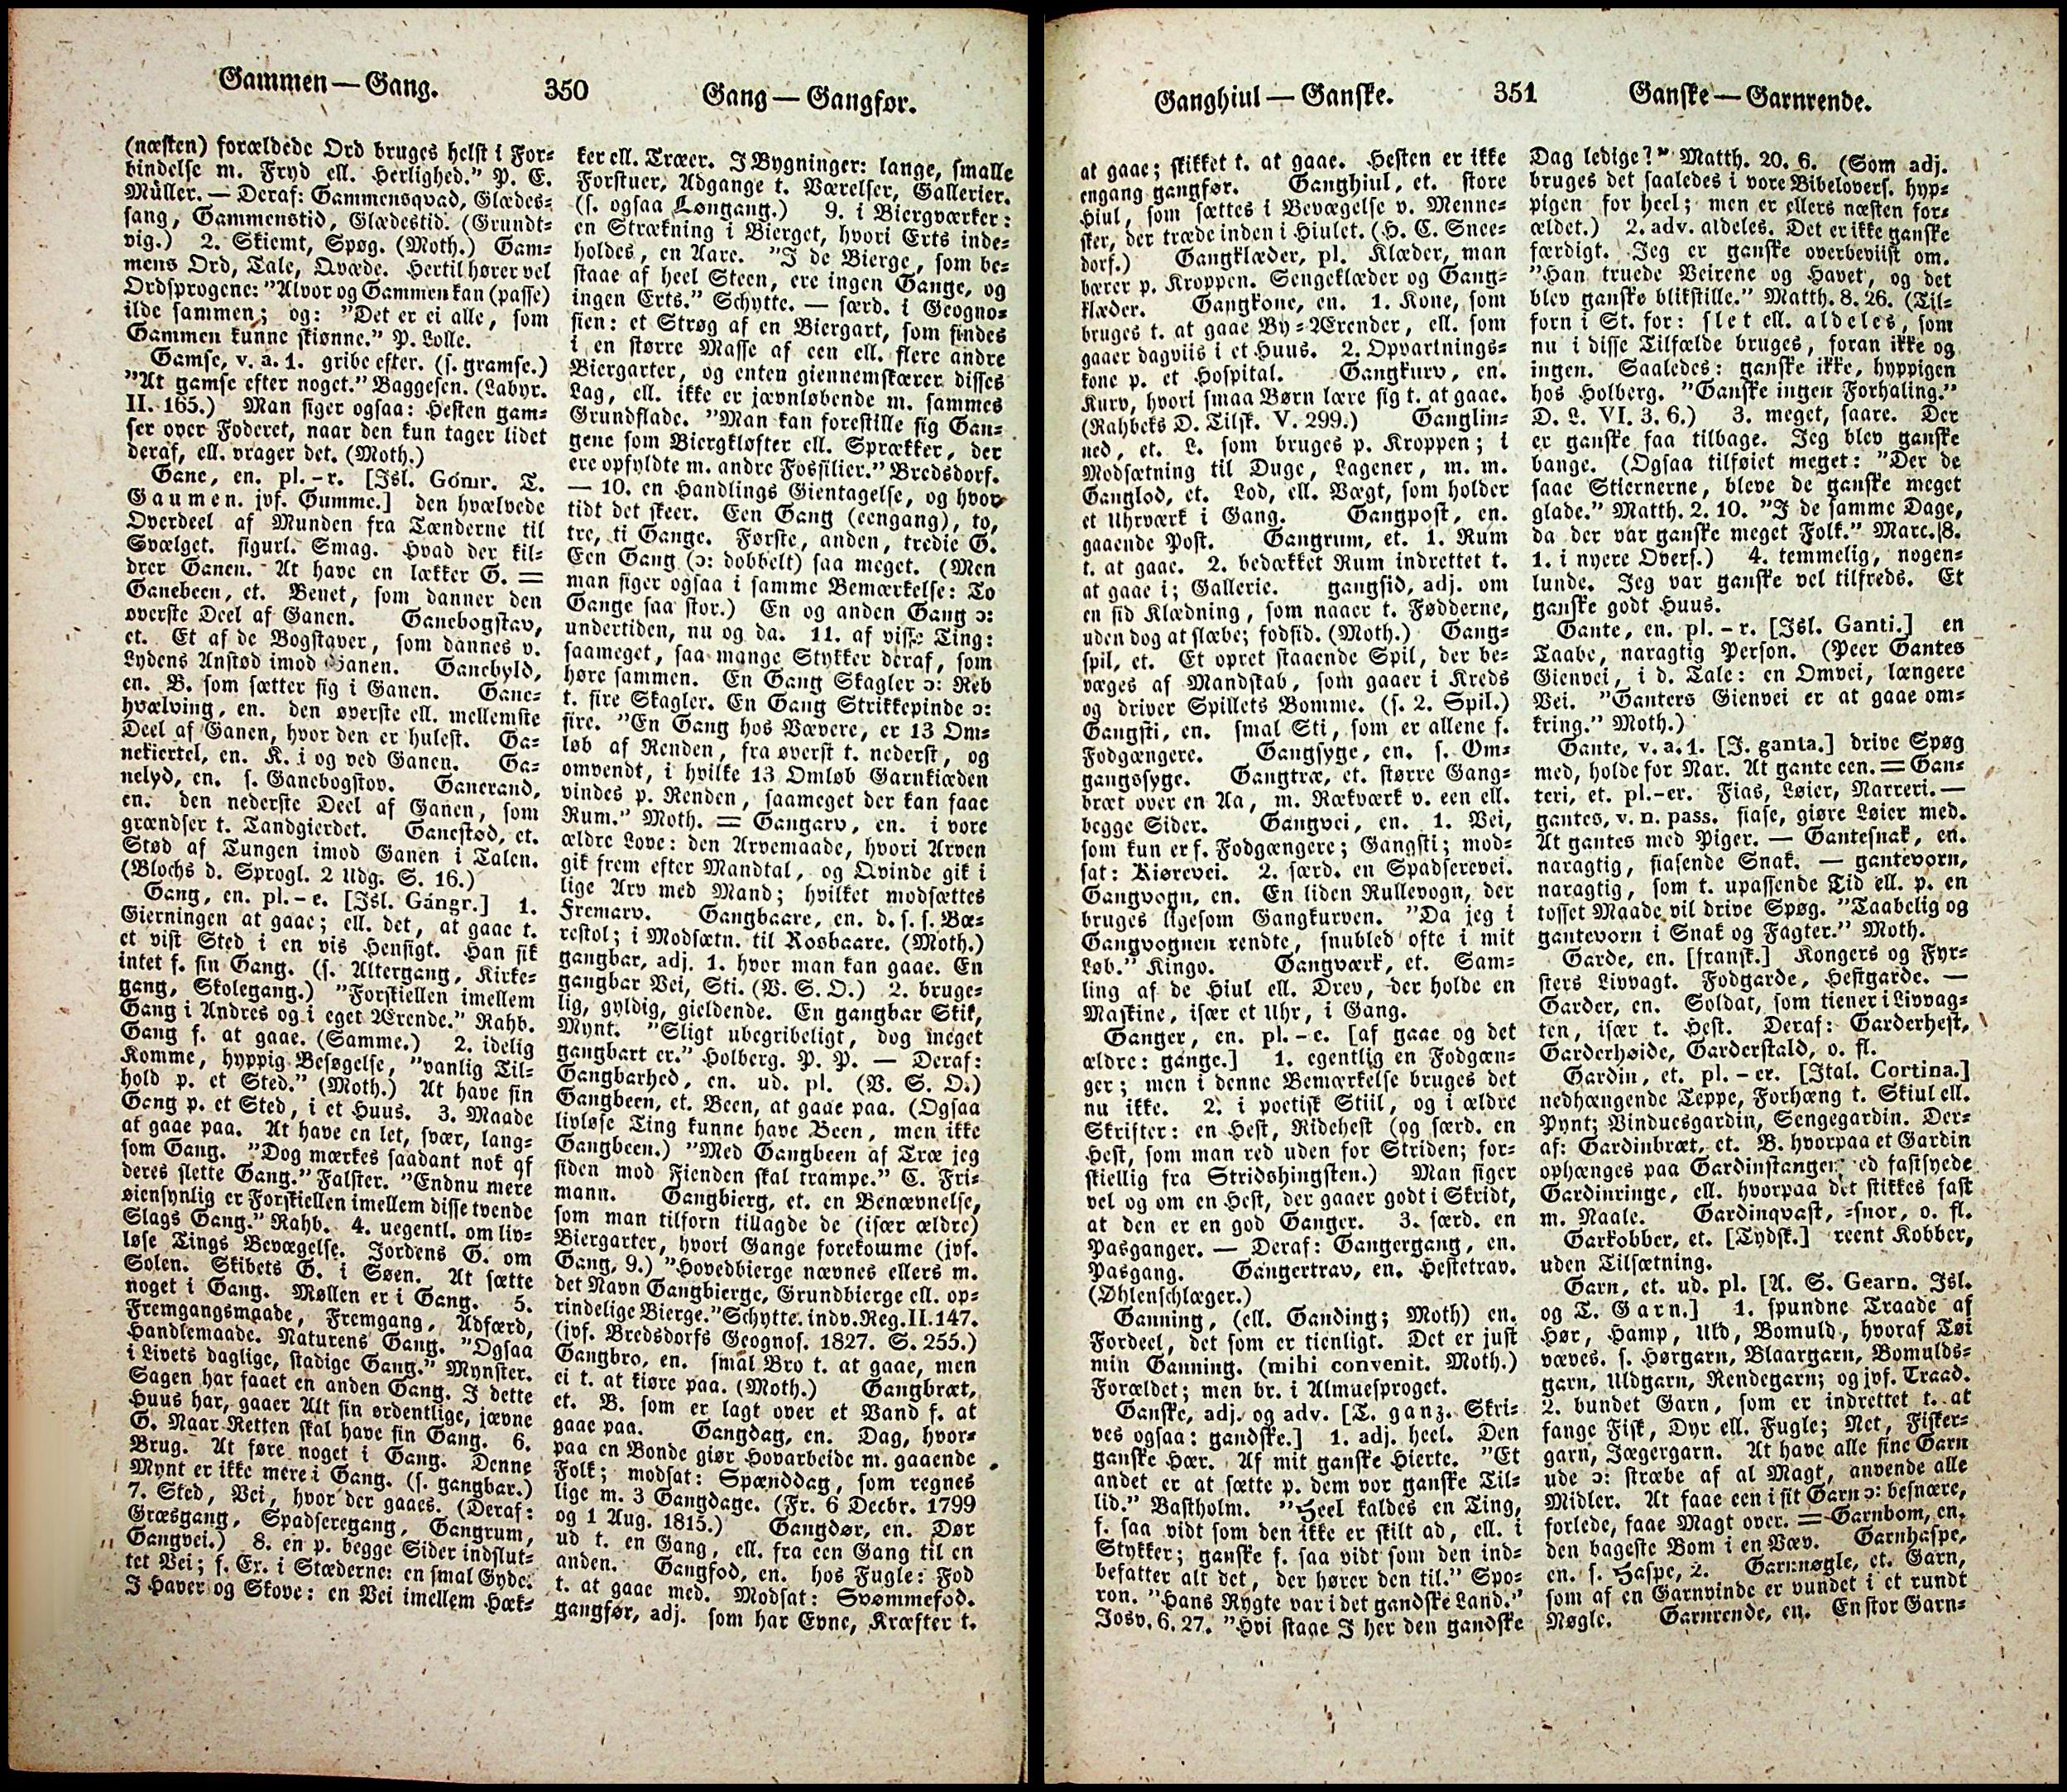 Gammen — Gang.
350
Gang — Gangfør.
(næsten) forældede Ord bruges helst i For-
bindelse m. Fryd ell. Herlighed." P. E.
Müller. — Deraf: Gammensqvad, Glædes-
sang, Gammenstid, Glædestid. (Grundt-
vig.) 2. Skiemt, Spøg. (Moth.) Gam-
mens Ord, Tale, Qvæde. Hertil hører vel
Ordsprogene: "Alvor og Gammen kan (passe)
ilde sammen; og: "Det er ei alle, som
Gammen kunne skiønne." P. Lolle.
Gamse, v. a. 1. gribe efter. (s. gramse.)
"At gamse efter noget." Baggesen. (Labyr.
II. 165.) Man siger ogsaa: Hesten gam-
ser over Foderet, naar den kun tager lidet
deraf, ell. vrager det. (Moth.)
Gane, en. pl. -r. [Isl. Gómr. T.
Gaumen. jvf. Gumme.] den hvælvede
Overdeel af Munden fra Tænderne til
Svælget. figurl. Smag. Hvad der kil-
drer Ganen. At have en lækker G. =
Ganebeen, et. Benet, som danner den
øverste Deel af Ganen. Ganebogstav,
et. Et af de Bogstaver, som dannes v.
Lydens Anstød imod Ganen. Ganebyld,
en. B. som sætter sig i Ganen. Gane-
hvælving, en. den øverste ell. mellemste
Deel af Ganen, hvor den er hulest. Ga-
nekiertel, en. K. i og ved Ganen. Ga-
nelyd, en. s. Ganebogstov. Ganerand,
en. den nederste Deel af Ganen, som
grændser t. Tandgierdet. Ganestød, et.
Stød af Tungen imod Ganen i Talen.
(Blochs d. Sprogl. 2 Udg. S. 16.)
Gang, en. pl. -e. [Isl. Gángr.] 1.
Gierningen at gaae; ell. det, at gaae t.
et vist Sted i en vis Hensigt. Han fik
intet f. sin Gang. (s. Altergang, Kirke-
gang, Skolegang.) "Forskiellen imellem
Gang i Andres og i eget Ærende." Rahb.
Gang f. at gaae. (Samme.) 2. idelig
Komme, hyppig Besøgelse, "vanlig Til-
hold p. et Sted." (Moth.) At have sin
Gang p. et Sted, i et Huus. 3. Maade
at gaae paa. At have en let, svær, lang-
som Gang. "Dog mærkes saadant nok af
deres slette Gang." Falster. "Endnu mere
øiensynlig er Forskiellen imellem disse tvende
Slags Gang." Rahb. 4. uegentl. om liv-
løse Tings Bevægelse. Jordens G. om
Solen. Skibets G. i Søen. At sætte
noget i Gang. Møllen er i Gang. 5.
Fremgangsmaade, Fremgang, Adfærd,
Handlemaade. Naturens Gang. "Ogsaa
i Livets daglige, stadige Gang." Mynster.
Sagen har faaet en anden Gang. I dette
Huus har, gaaer Alt sin ordentlige, jævne
G. Naar Retten skal have sin Gang. 6.
Brug. At føre noget i Gang. Denne
Mynt er ikke mere i Gang. (s. gangbar.)
7. Sted, Vei, hvor der gaaes. (Deraf:
Græsgang, Spadseregang, Gangrum,
Gangvei.) 8. en p. begge Sider indslut-
tet Vei; f. Ex. i Stæderne: en smal Gyde.
I Haver og Skove: en Vei imellem Hæk-
ker ell. Træer. I Bygninger: lange, smalle
Forstuer, Adgange t. Værelser, Gallerier.
(s. ogsaa Løngang.) 9. i Biergværker:
en Strækning i Bierget, hvori Erts inde-
holdes, en Aare. "I de Bierge, som be-
staae af heel Steen, ere ingen Gange, og
ingen Erts." Schytte. — særd. i Geogno-
sien: et Strøg af en Biergart, som findes
i en større Masse af een ell. flere andre
Biergarter, og enten giennemskærer disses
Lag, ell. ikke er jævnløbende m. sammes
Grundflade. "Man kan forestille sig Gan-
gene som Biergkløfter ell. Sprækker, der
ere opfyldte m. andre Fossilier." Bredsdorf.
— 10. en Handlings Gientagelse, og hvor
tidt det skeer. Een Gang (eengang), to,
tre, ti Gange. Første, anden, tredie G.
Een Gang (ɔ: dobbelt) saa meget. (Men
man siger ogsaa i samme Bemærkelse: To
Gange saa stor.) En og anden Gang ɔ:
undertiden, nu og da. 11. af visse Ting:
saameget, saa mange Stykker deraf, som
høre sammen. En Gang Skagler ɔ: Reb
t. fire Skagler. En Gang Strikkepinde ɔ:
fire. "En Gang hos Vævere, er 13 Om-
løb af Renden, fra øverst t. nederst, og
omvendt, i hvilke 13 Omløb Garnkiæden
vindes p. Renden, saameget der kan faae
Rum." Moth. = Gangarv, en. i vore
ældre Love: den Arvemaade, hvori Arven
gik frem efter Mandtal, og Qvinde gik i
lige Arv med Mand; hvilket modsættes
Fremarv. Gangbaare, en. d. s. s. Bæ-
restol; i Modsætn. til Rosbaare. (Moth.)
gangbar, adj. 1. hvor man kan gaae. En
gangbar Vei, Sti. (V. S. O.) 2. bruge-
lig, gyldig, gieldende. En gangbar Skik,
Mynt. "Sligt ubegribeligt, dog meget
gangbart er." Holberg. P. P. — Deraf:
Gangbarhed, en. ud. pl. (V. S. O.)
Gangbeen, et. Been, at gaae paa. (Ogsaa
livløse Ting kunne have Been, men ikke
Gangbeen.) "Med Gangbeen af Træ jeg
siden mod Fienden skal trampe." C. Fri-
mann. Gangbierg, et. en Benævnelse,
som man tilforn tillagde de (især ældre)
Biergarter, hvori Gange forekomme (jvf.
Gang, 9.) "Hovedbierge nævnes ellers m.
det Navn Gangbierge, Grundbierge ell. op-
rindelige Bierge." Schytte. indv. Reg. II. 147.
(jvf. Bredsdorfs Geognos. 1827. S. 255.)
Gangbro, en. smal Bro t. at gaae, men
ei t. at kiøre paa. (Moth.) Gangbræt,
et. B. som er lagt over et Vand f. at
gaae paa. Gangdag, en. Dag, hvor-
paa en Bonde giør Hovarbeide m. gaaende
Folk; modsat: Spænddag, som regnes
lige m. 3 Gangdage. (Fr. 6 Decbr. 1799
og 1 Aug. 1815.) Gangdør, en. Dør
ud t. en Gang, ell. fra een Gang til en
anden. Gangfod, en. hos Fugle: Fod
t. at gaae med. Modsat: Svømmefod.
gangfør, adj. som har Evne, Kræfter t.
Ganghiul — Ganske.
351
Ganske — Garnrende.
at gaae; skikket t. at gaae. Hesten er ikke
engang gangfør. Ganghiul, et. store
Hiul, som sættes i Bevægelse v. Menne-
sker, der træde inden i Hiulet. (H. C. Snee-
dorf.) Gangklæder, pl. Klæder, man
bærer p. Kroppen. Sengeklæder og Gang-
klæder. Gangkone, en. 1. Kone, som
bruges t. at gaae By-Ærender, ell. som
gaaer dagviis i et Huus. 2. Opvartnings-
kone p. et Hospital. Gangkurv, en.
Kurv, hvori smaa Børn lære sig t. at gaae.
(Rahbeks D. Tilsk. V. 299.) Ganglin-
ned, et. L. som bruges p. Kroppen; i
Modsætning til Duge, Lagener, m. m.
Ganglod, et. Lod, ell. Vægt, som holder
et Uhrværk i Gang. Gangpost, en.
gaaende Post. Gangrum, et. 1. Rum
t. at gaae. 2. bedækket Rum indrettet t.
at gaae i; Gallerie. gangsid, adj. om
en sid Klædning, som naaer t. Fødderne,
uden dog at slæbe; fodsid. (Moth.) Gang-
spil, et. Et opret staaende Spil, der be-
væges af Mandskab, som gaaer i Kreds
og driver Spillets Bomme. (s. 2. Spil.)
Gangsti, en. smal Sti, som er allene f.
Fodgængere. Gangsyge, en. s. Om-
gangssyge. Gangtræ, et. større Gang-
bræt over en Aa, m. Rækværk v. een ell.
begge Sider. Gangvei, en. 1. Vei,
som kun er f. Fodgængere; Gangsti; mod-
sat: Kiørevei. 2. særd. en Spadserevei.
Gangvogn, en. En liden Rullevogn, der
bruges ligesom Gangkurven. "Da jeg i
Gangvognen rendte, snubled ofte i mit
Løb." Kingo. Gangværk, et. Sam-
ling af de Hiul ell. Drev, der holde en
Maskine, især et Uhr, i Gang.
Ganger, en. pl. -e. [af gaae og det
ældre: gånge.] 1. egentlig en Fodgæn-
ger; men i denne Bemærkelse bruges det
nu ikke. 2. i poetisk Stiil, og i ældre
Skrifter: en Hest, Ridehest (og særd. en
Hest, som man red uden for Striden; for-
skiellig fra Stridshingsten.) Man siger
vel og om en Hest, der gaaer godt i Skridt,
at den er en god Ganger. 3. særd. en
Pasganger. — Deraf: Gangergang, en.
Pasgang. Gangertrav, en. Hestetrav.
(Øhlenschlæger.)
Ganning, (ell. Ganding; Moth) en.
Fordeel, det som er tienligt. Det er just
min Ganning. (mihi convenit. Moth.)
Forældet; men br. i Almuesproget.
Ganske, adj. og adv. [T. ganz. Skri-
ves ogsaa: gandske.] 1. adj. heel. Den
ganske Hær. Af mit ganske Hierte. "Et
andet er at sætte p. dem vor ganske Til-
lid." Bastholm. "Heel kaldes en Ting,
f. saa vidt som den ikke er skilt ad, ell. i
Stykker; ganske f. saa vidt som den ind-
befatter alt det, der hører den til." Spo-
ron. "Hans Rygte var i det gandske Land."
Josv. 6. 27. "Hvi staae I her den gandske
Dag ledige?" Matth. 20. 6. (Som adj.
bruges det saaledes i vore Bibelovers. hyp-
pigen for heel; men er ellers næsten for-
ældet.) 2. adv. aldeles. Det er ikke ganske
færdigt. Jeg er ganske overbeviist om.
"Han truede Veirene og Havet, og det
blev ganske blikstille." Matth. 8. 26. (Til-
forn i St. for: slet ell. aldeles, som
nu i disse Tilfælde bruges, foran ikke og
ingen. Saaledes: ganske ikke, hyppigen
hos Holberg. "Ganske ingen Forhaling."
D. L. VI. 3. 6.) 3. meget, saare. Der
er ganske faa tilbage. Jeg blev ganske
bange. (Ogsaa tilføiet meget: "Der de
saae Stiernerne, bleve de ganske meget
glade." Matth. 2. 10. "I de samme Dage,
da der var ganske meget Folk." Marc. 8.
1. i nyere Overs.) 4. temmelig, nogen-
lunde. Jeg var ganske vel tilfreds. Et
ganske godt Huus.
Gante, en. pl. -r. [Isl. Ganti.] en
Taabe, naragtig Person. (Peer Gantes
Gienvei, i d. Tale: en Omvei, længere
Vei. "Ganters Gienvei er at gaae om-
kring." Moth.)
Gante, v. a. 1. [J. ganta.] drive Spøg
med, holde for Nar. At gante een. = Gan-
teri, et. pl. -er. Fias, Løier, Narreri. —
gantes, v. n. pass. fiase, giøre Løier med.
At gantes med Piger. — Gantesnak, en.
naragtig, fiasende Snak. — gantevorn,
naragtig, som t. upassende Tid ell. p. en
tosset Maade vil drive Spøg. "Taabelig og
gantevorn i Snak og Fagter." Moth.
Garde, en. [fransk.] Kongers og Fyr-
sters Livvagt. Fodgarde, Hestgarde. —
Garder, en. Soldat, som tiener i Livvag-
ten, især t. Hest. Deraf: Garderhest,
Garderhøide, Garderstald, o. fl.
Gardin, et. pl. -er. [Ital. Cortina.]
nedhængende Teppe, Forhæng t. Skiul ell.
Pynt; Vinduesgardin, Sengegardin. Der-
af: Gardinbræt, et. B. hvorpaa et Gardin
ophænges paa Gardinstanger ved fastsyede
Gardinringe, ell. hvorpaa det stikkes fast
m. Naale. Gardinqvast, -snor, o. fl.
Garkobber, et. [Tydsk.] reent Kobber,
uden Tilsætning.
Garn, et. ud. pl. [A. S. Gearn. Isl.
og T. Garn.] 1. spundne Traade af
Hør, Hamp, Uld, Bomuld, hvoraf Tøi
væves. s. Hørgarn, Blaargarn, Bomulds-
garn, Uldgarn, Rendegarn; og jvf. Traad.
2. bundet Garn, som er indrettet t. at
fange Fisk, Dyr ell. Fugle; Net, Fisker-
garn, Jægergarn. At have alle sine Garn
ude ɔ: stræbe af al Magt, anvende alle
Midler. At faae een i sit Garn ɔ: besnære,
forlede, faae Magt over. = Garnbom, en.
den bageste Bom i en Væv. Garnhaspe,
en. s. Haspe, 2. Garnnøgle, et. Garn,
som af en Garnvinde er vundet i et rundt
Nøgle. Garnrende, en. En stor Garn-